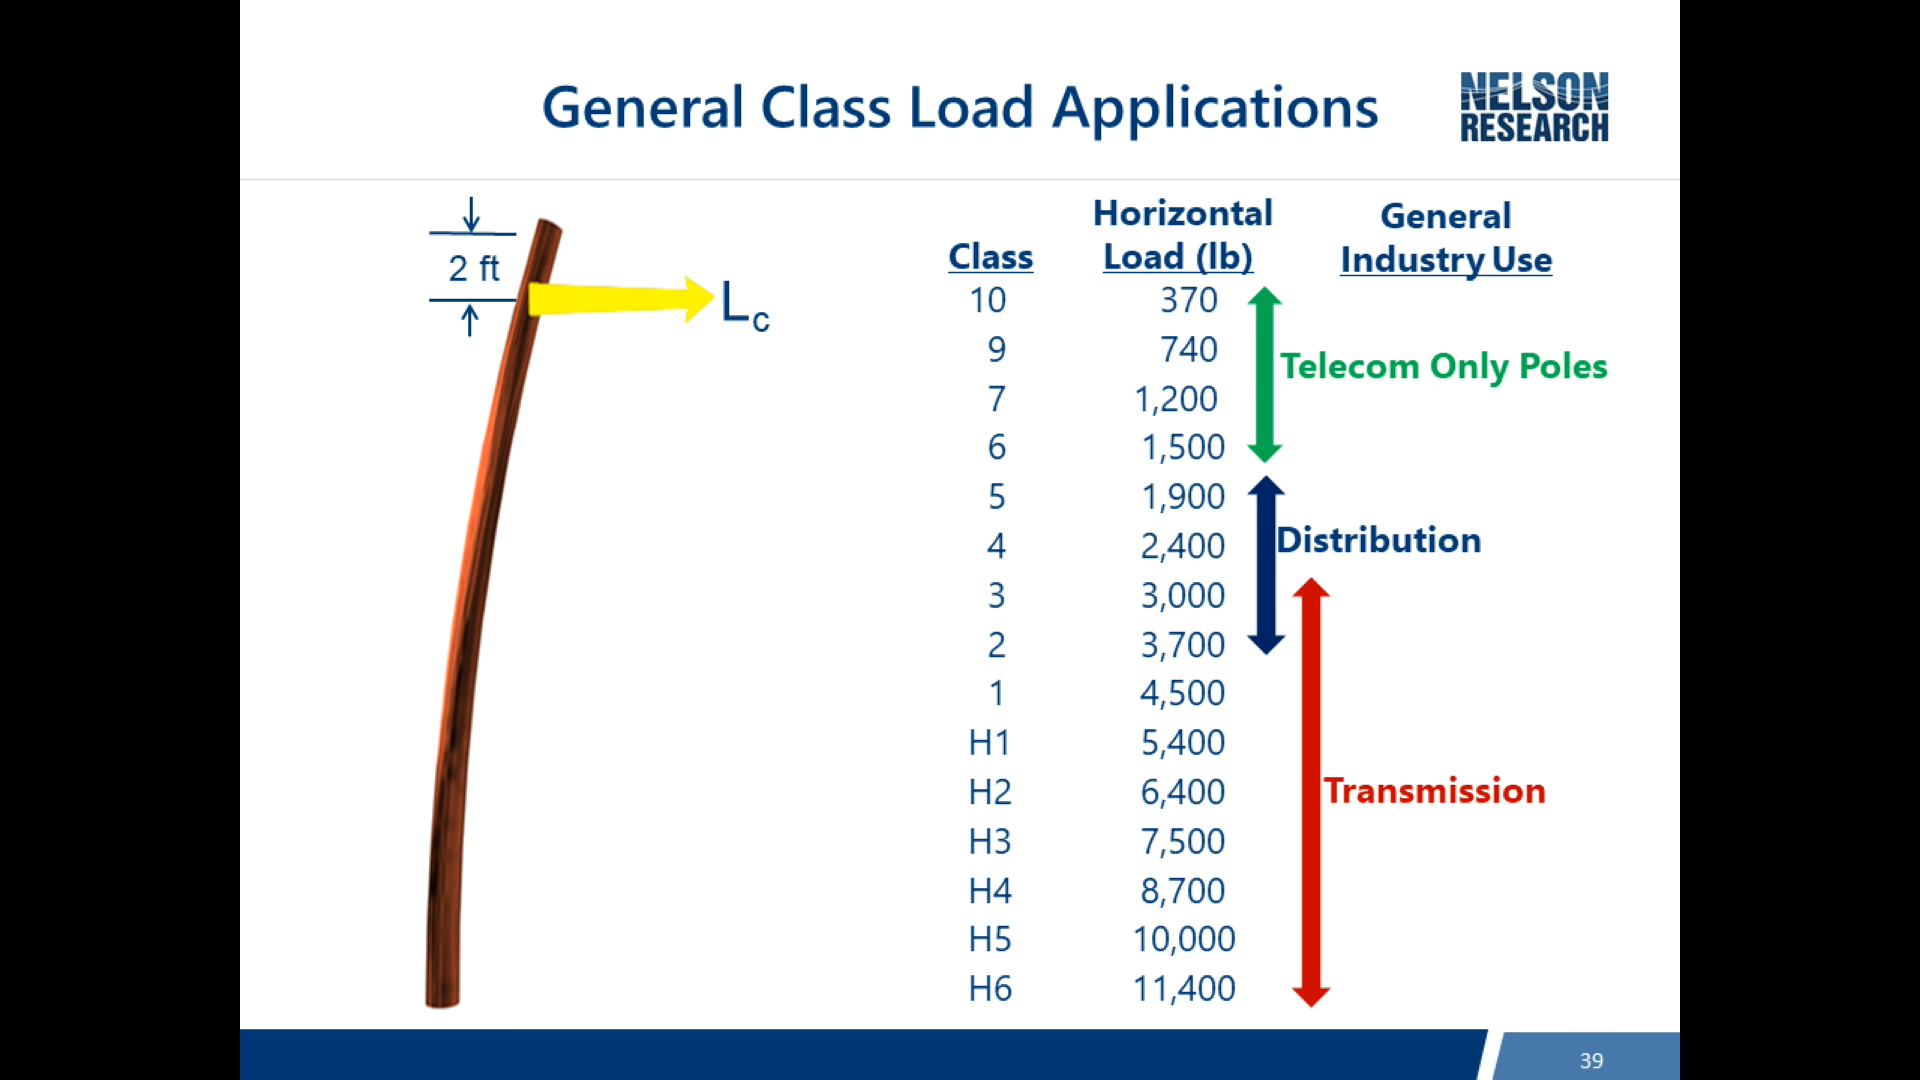 General Class Load Applications
NELSON
RESEARCH
2 ft
Lc
Horizontal General
Class Load (lb) Industry Use
10 370
9 740
Telecom Only Poles
7 1,200
6 1,500
5 1,900
4 2,400 Distribution
3 3,000
2 3,700
1 4,500
H1 5,400
H2 6,400 Transmission
H3 7,500
H4 8,700
H5 10,000
H6 11,400
39